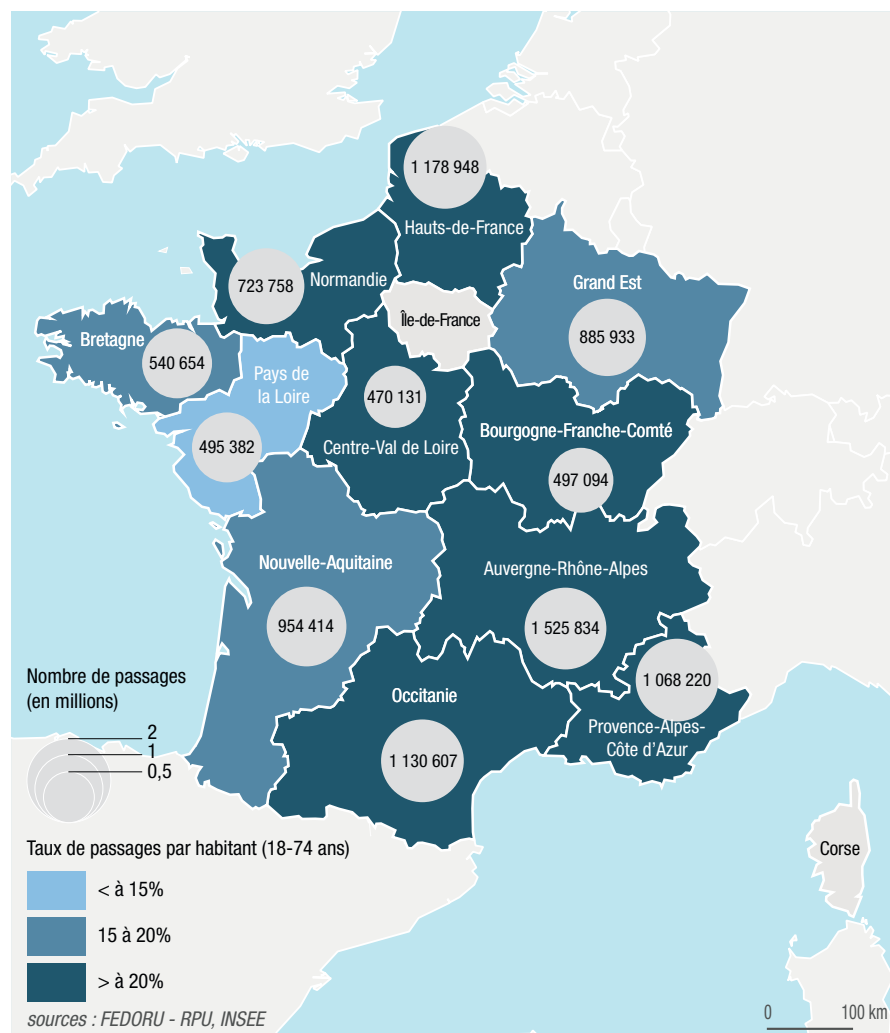 1 178 948
Hauts-de-France
723 758
Normandie
Grand Est
885 933
Île-de-France
Bretagne
540 654
Pays de
la Loire
495 382
470 131
Centre-Val de Loire
Bourgogne-Franche-Comté
497 094
Nouvelle-Aquitaine
954 414
Auvergne-Rhône-Alpes
1 525 834
1 068 220
Provence-Alpes-
Côte d'Azur
Occitanie
1 130 607
Corse
Nombre de passages
(en millions)
2
1
0,5
Taux de passages par habitant (18-74 ans)
< à 15%
15 à 20%
> à 20%
sources : FEDORU - RPU, INSEE
0 100 km